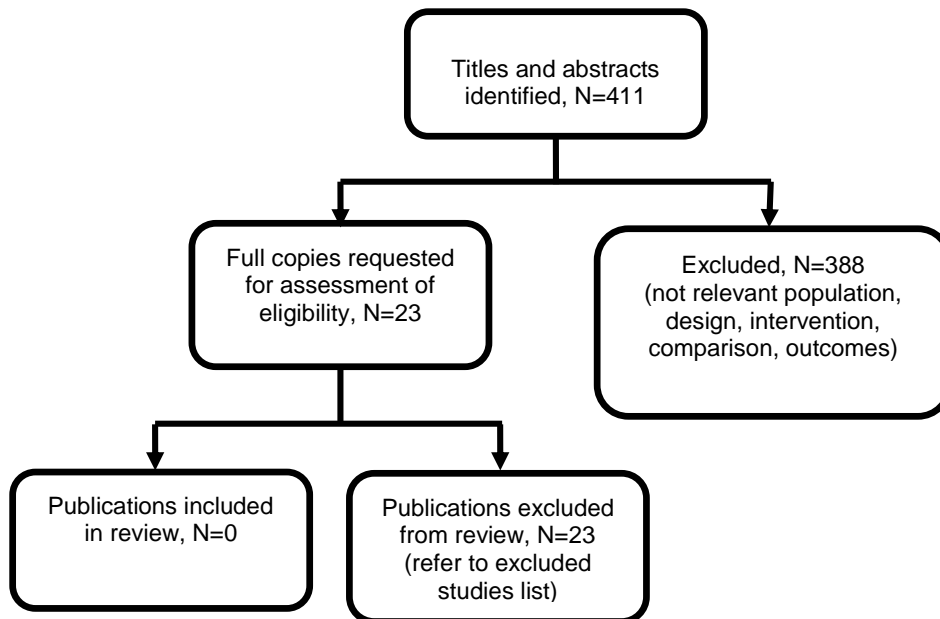 Titles and abstracts
identified, N=411
Full copies requested
for assessment of
eligibility, N=23
Excluded, N=388
(not relevant population,
design, intervention,
comparison, outcomes)
Publications included
in review, N=0
Publications excluded
from review, N=23
(refer to excluded
studies list)